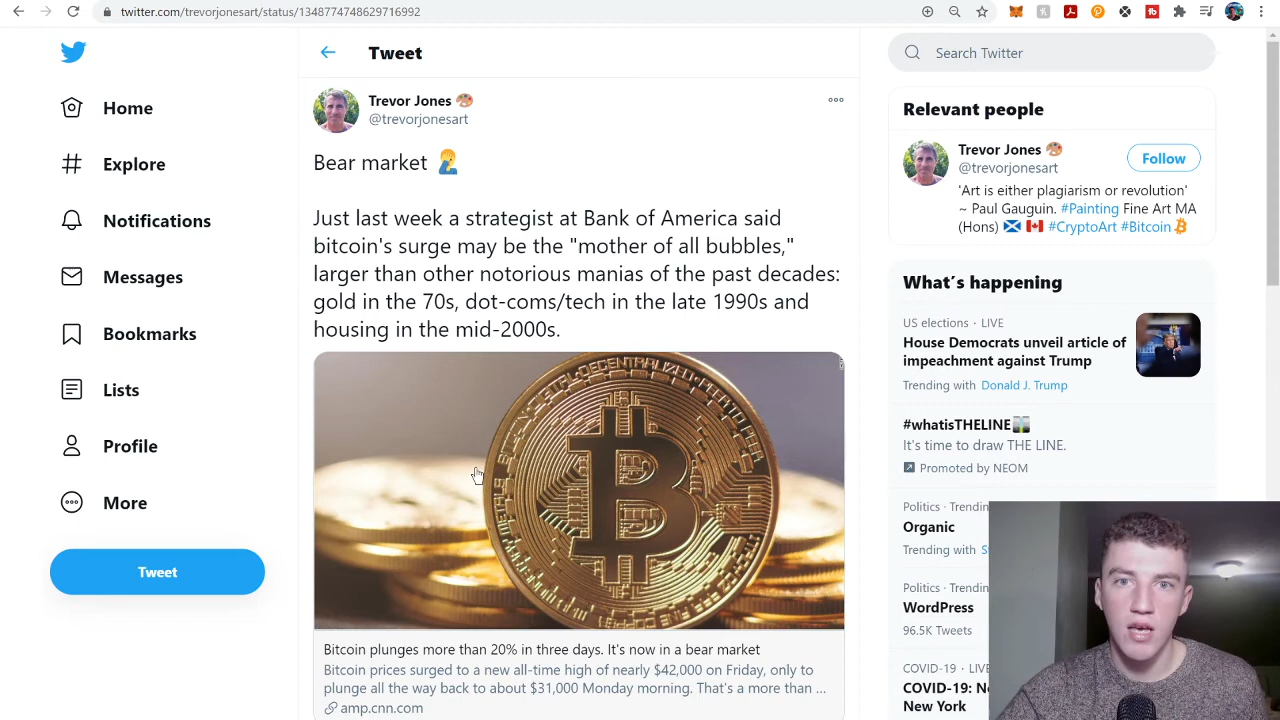 twitter.com/trevorjonesart/status/1348774748629716992
Home
Explore
Notifications
Messages
Bookmarks
Lists
Profile
More
Tweet
Tweet
Trevor Jones 🎨
@trevorjonesart
Bear market 🤦‍♂️
Just last week a strategist at Bank of America said
bitcoin's surge may be the "mother of all bubbles,"
larger than other notorious manias of the past decades:
gold in the 70s, dot-coms/tech in the late 1990s and
housing in the mid-2000s.
Bitcoin plunges more than 20% in three days. It's now in a bear market
Bitcoin prices surged to a new all-time high of nearly $42,000 on Friday, only to
plunge all the way back to about $31,000 Monday morning. That's a more than ...
amp.cnn.com
Search Twitter
Relevant people
Trevor Jones 🎨
@trevorjonesart
Follow
'Art is either plagiarism or revolution'
~ Paul Gauguin. #Painting Fine Art MA
(Hons) 🏴󠁧󠁢󠁳󠁣󠁴󠁿 🇨🇦 #CryptoArt #Bitcoin
What's happening
US elections · LIVE
House Democrats unveil article of
impeachment against Trump
Trending with Donald J. Trump
#whatisTHELINE
It's time to draw THE LINE.
Promoted by NEOM
Politics · Trendin
Organic
Trending with
Politics · Trendin
WordPress
96.5K Tweets
COVID-19 · LIV
COVID-19: N
New York